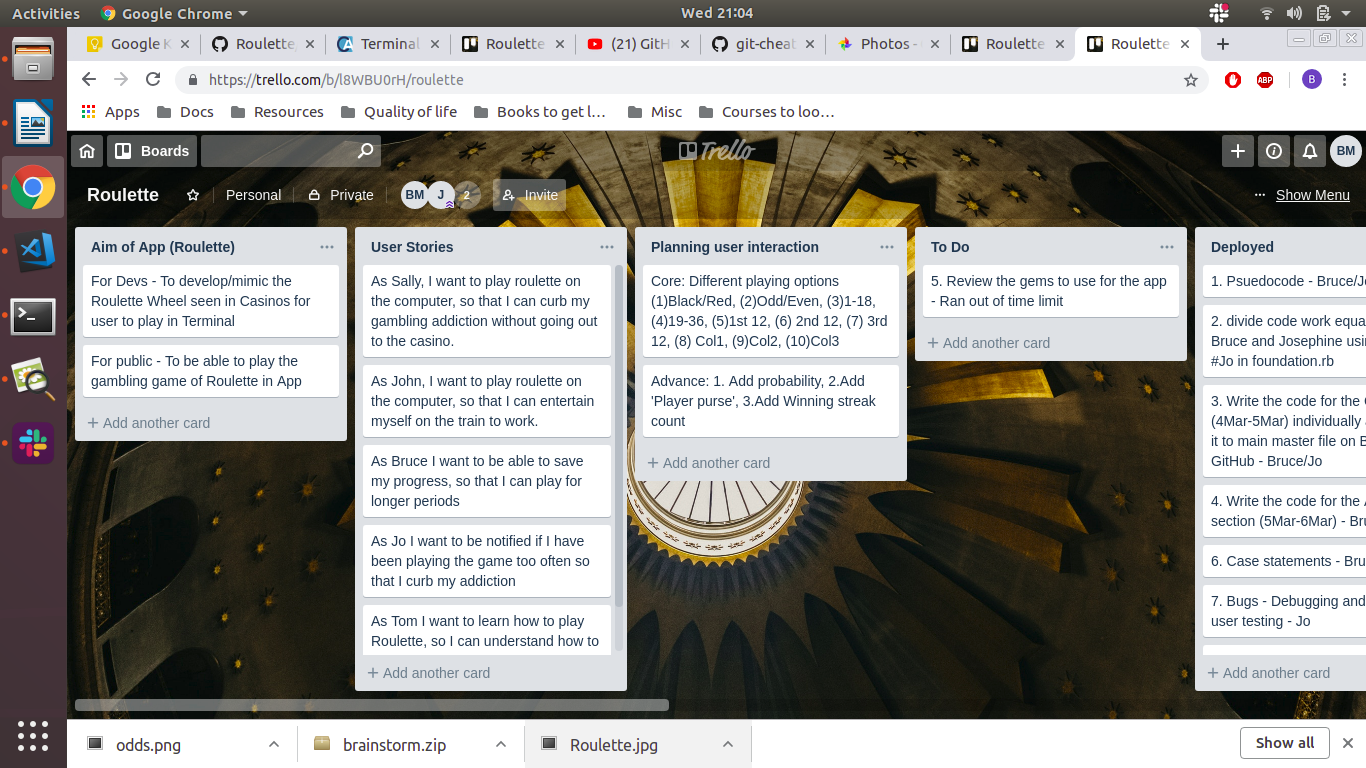 Activities
Google Chrome
Wed 21:04
Google K
Roulette
Terminal
Roulette
(21) GitH
git-cheat
Photos -
Roulette
Roulette
https://trello.com/b/l8WBU0rH/roulette
ABP
B
Apps
Docs
Resources
Quality of life
Books to get l…
Misc
Courses to loo…
Boards
Trello
BM
Roulette
Personal
Private
BM
J
2
Invite
Show Menu
Aim of App (Roulette)
For Devs - To develop/mimic the
Roulette Wheel seen in Casinos for
user to play in Terminal
For public - To be able to play the
gambling game of Roulette in App
Add another card
User Stories
As Sally, I want to play roulette on
the computer, so that I can curb my
gambling addiction without going out
to the casino.
As John, I want to play roulette on
the computer, so that I can entertain
myself on the train to work.
As Bruce I want to be able to save
my progress, so that I can play for
longer periods
As Jo I want to be notified if I have
been playing the game too often so
that I curb my addiction
As Tom I want to learn how to play
Roulette, so I can understand how to
Add another card
Planning user interaction
Core: Different playing options
(1)Black/Red, (2)Odd/Even, (3)1-18,
(4)19-36, (5)1st 12, (6) 2nd 12, (7) 3rd
12, (8) Col1, (9)Col2, (10)Col3
Advance: 1. Add probability, 2.Add
'Player purse', 3.Add Winning streak
count
Add another card
To Do
5. Review the gems to use for the app
- Ran out of time limit
Add another card
Deployed
1. Psuedocode - Bruce/Jo
2. divide code work equa
Bruce and Josephine usi
#Jo in foundation.rb
3. Write the code for the
(4Mar-5Mar) individually
it to main master file on
GitHub - Bruce/Jo
4. Write the code for the
section (5Mar-6Mar) - Bru
6. Case statements - Bru
7. Bugs - Debugging and
user testing - Jo
Add another card
odds.png
brainstorm.zip
Roulette.jpg
Show all